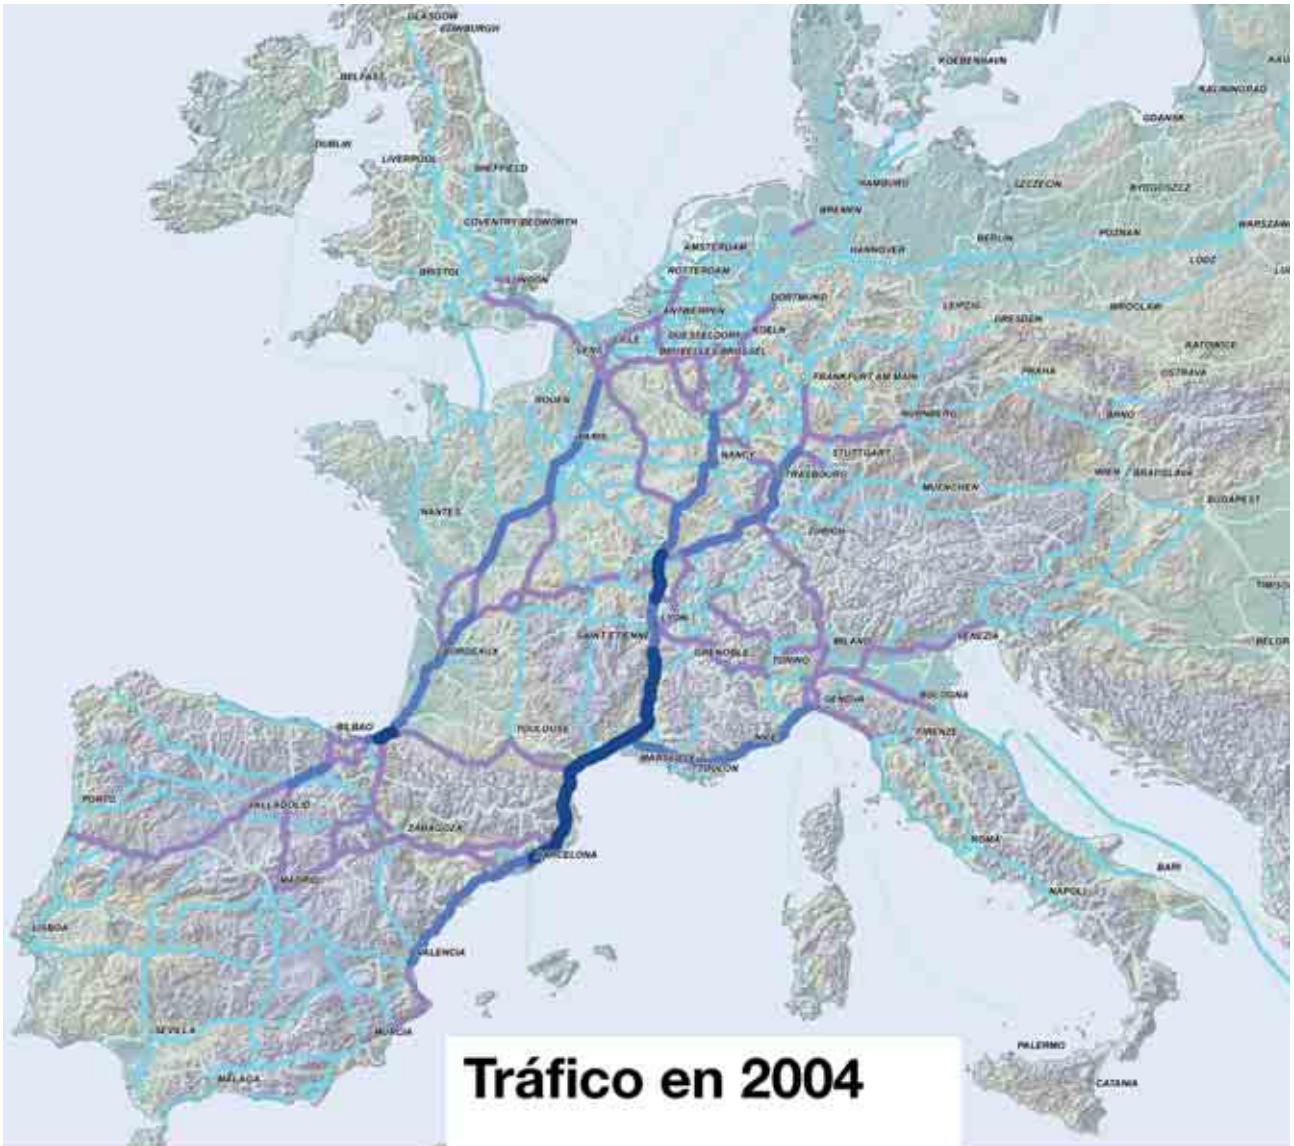 GLASGOW
EDINBURGH
KOEBENHAVN
BELFAST
KALININGRAD
GDANSK
DUBLIN
LIVERPOOL
SHEFFIELD
HAMBURG
SZCZECIN
BYDGOSZCZ
BREMEN
COVENTRY/BEDWORTH
WARSZAWA
POZNAN
BERLIN
AMSTERDAM
HANNOVER
LODZ
BRISTOL
LONDON
ROTTERDAM
DORTMUND
LEIPZIG
WROCLAW
ANTWERPEN
DRESDEN
DUESSELDORF
KOELN
LILLE
LENS
BRUXELLES-BRUSSEL
KATOWICE
FRANKFURT AM MAIN
PRAHA
OSTRAVA
ROUEN
NURNBERG
BRNO
PARIS
NANCY
STUTTGART
STRASBOURG
WIEN / BRATISLAVA
MUENCHEN
BUDAPEST
NANTES
ZURICH
LYON
SAINT ETIENNE
MILANO
VENEZIA
GRENOBLE
TORINO
BORDEAUX
BOLOGNA
GENOVA
BILBAO
TOULOUSE
FIRENZE
NICE
MARSEILLE
TOULON
PORTO
VALLADOLID
ZARAGOZA
ROMA
BARCELONA
BARI
MADRID
NAPOLI
LISBOA
VALENCIA
SEVILLA
MURCIA
PALERMO
MALAGA
CATANIA
Tráfico en 2004